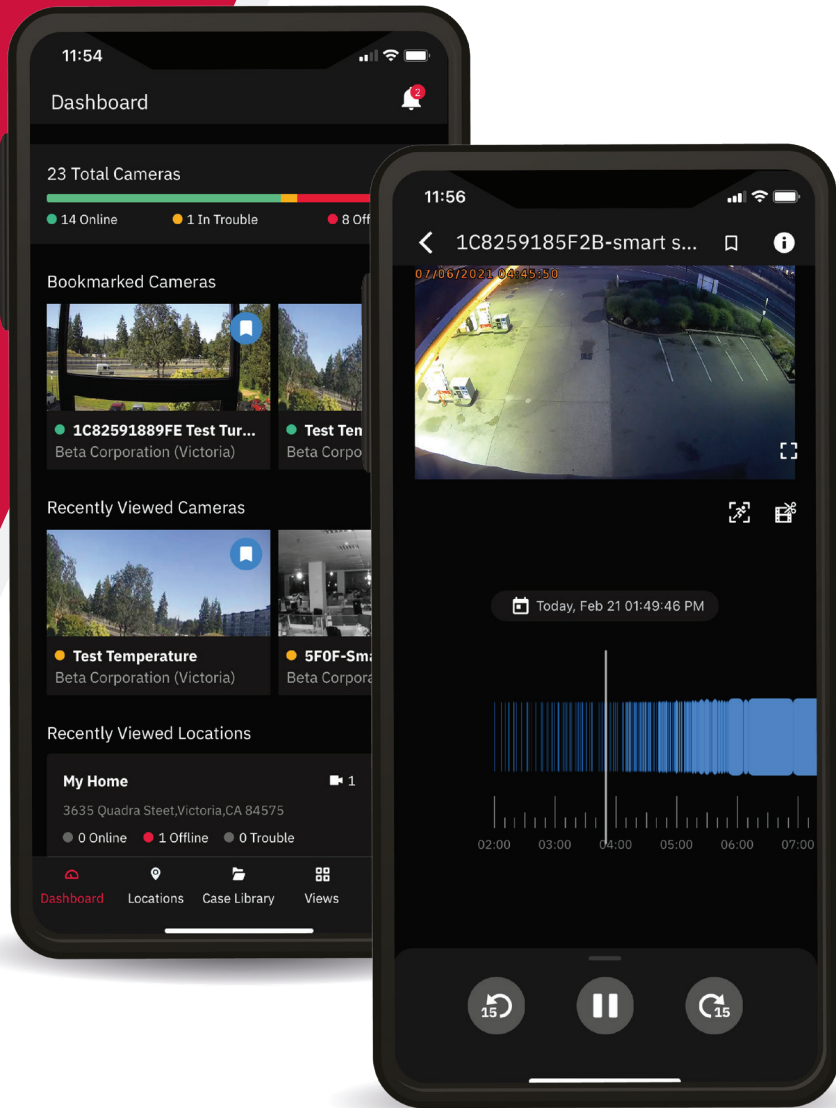 11:54
Dashboard
2
23 Total Cameras
14 Online
1 In Trouble
8 Off
Bookmarked Cameras
1C82591889FE Test Tur...
Beta Corporation (Victoria)
Test Ten
Beta Corpo
Recently Viewed Cameras
Test Temperature
Beta Corporation (Victoria)
5F0F-Sma
Beta Corpora
Recently Viewed Locations
My Home
1
3635 Quadra Steet,Victoria,CA 84575
0 Online
1 Offline
0 Trouble
Dashboard
Locations
Case Library
Views
11:56
1C8259185F2B-smart s...
07/06/2021 04:45:50
Today, Feb 21 01:49:46 PM
02:00
03:00
04:00
05:00
06:00
07:00
15
15